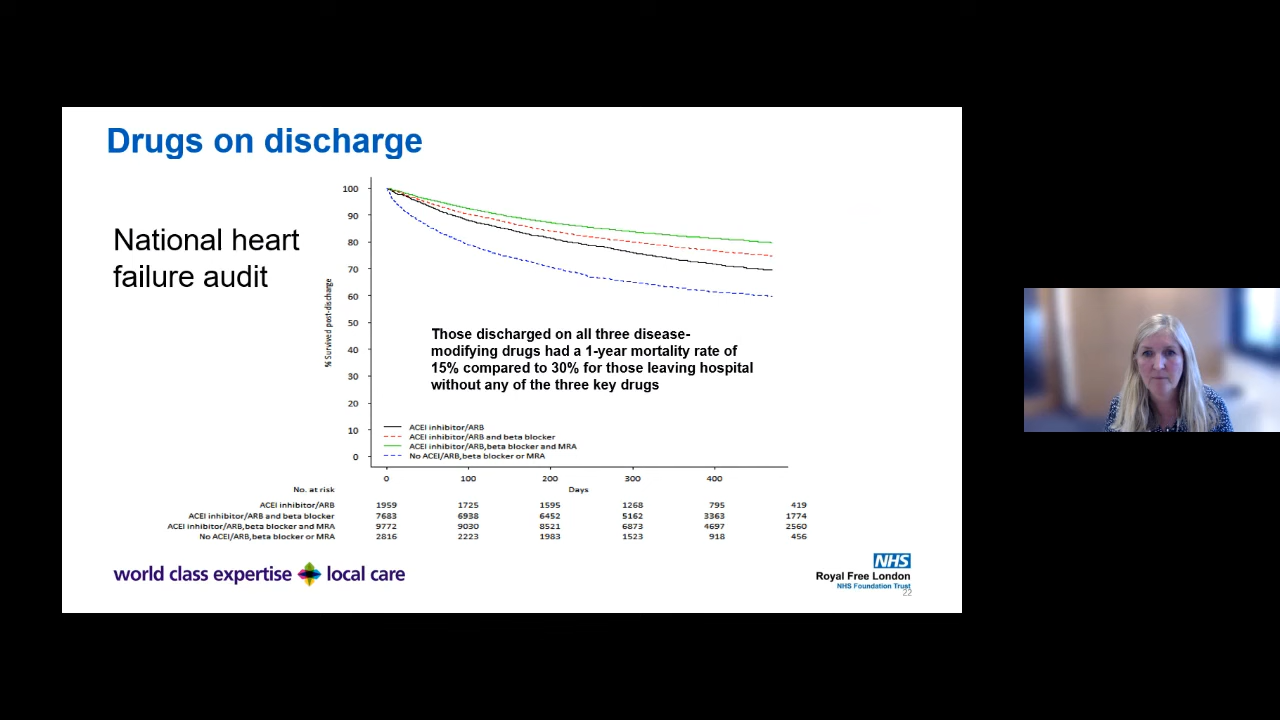 Drugs on discharge
National heart
failure audit
100
90
80
70
60
50
40
30
20
10
0
% Survived post-discharge
Those discharged on all three disease-
modifying drugs had a 1-year mortality rate of
15% compared to 30% for those leaving hospital
without any of the three key drugs
ACEI inhibitor/ARB
ACEI inhibitor/ARB and beta blocker
ACEI inhibitor/ARB,beta blocker and MRA
No ACEI/ARB,beta blocker or MRA
0 100 200 300 400
No. at risk Days
ACEI inhibitor/ARB 1959 1725 1595 1268 795 419
ACEI inhibitor/ARB and beta blocker 7683 6938 6452 5162 3363 1774
ACEI inhibitor/ARB,beta blocker and MRA 9772 9030 8521 6873 4697 2560
No ACEI/ARB,beta blocker or MRA 2816 2223 1983 1523 918 456
world class expertise local care
NHS
Royal Free London
NHS Foundation Trust
22